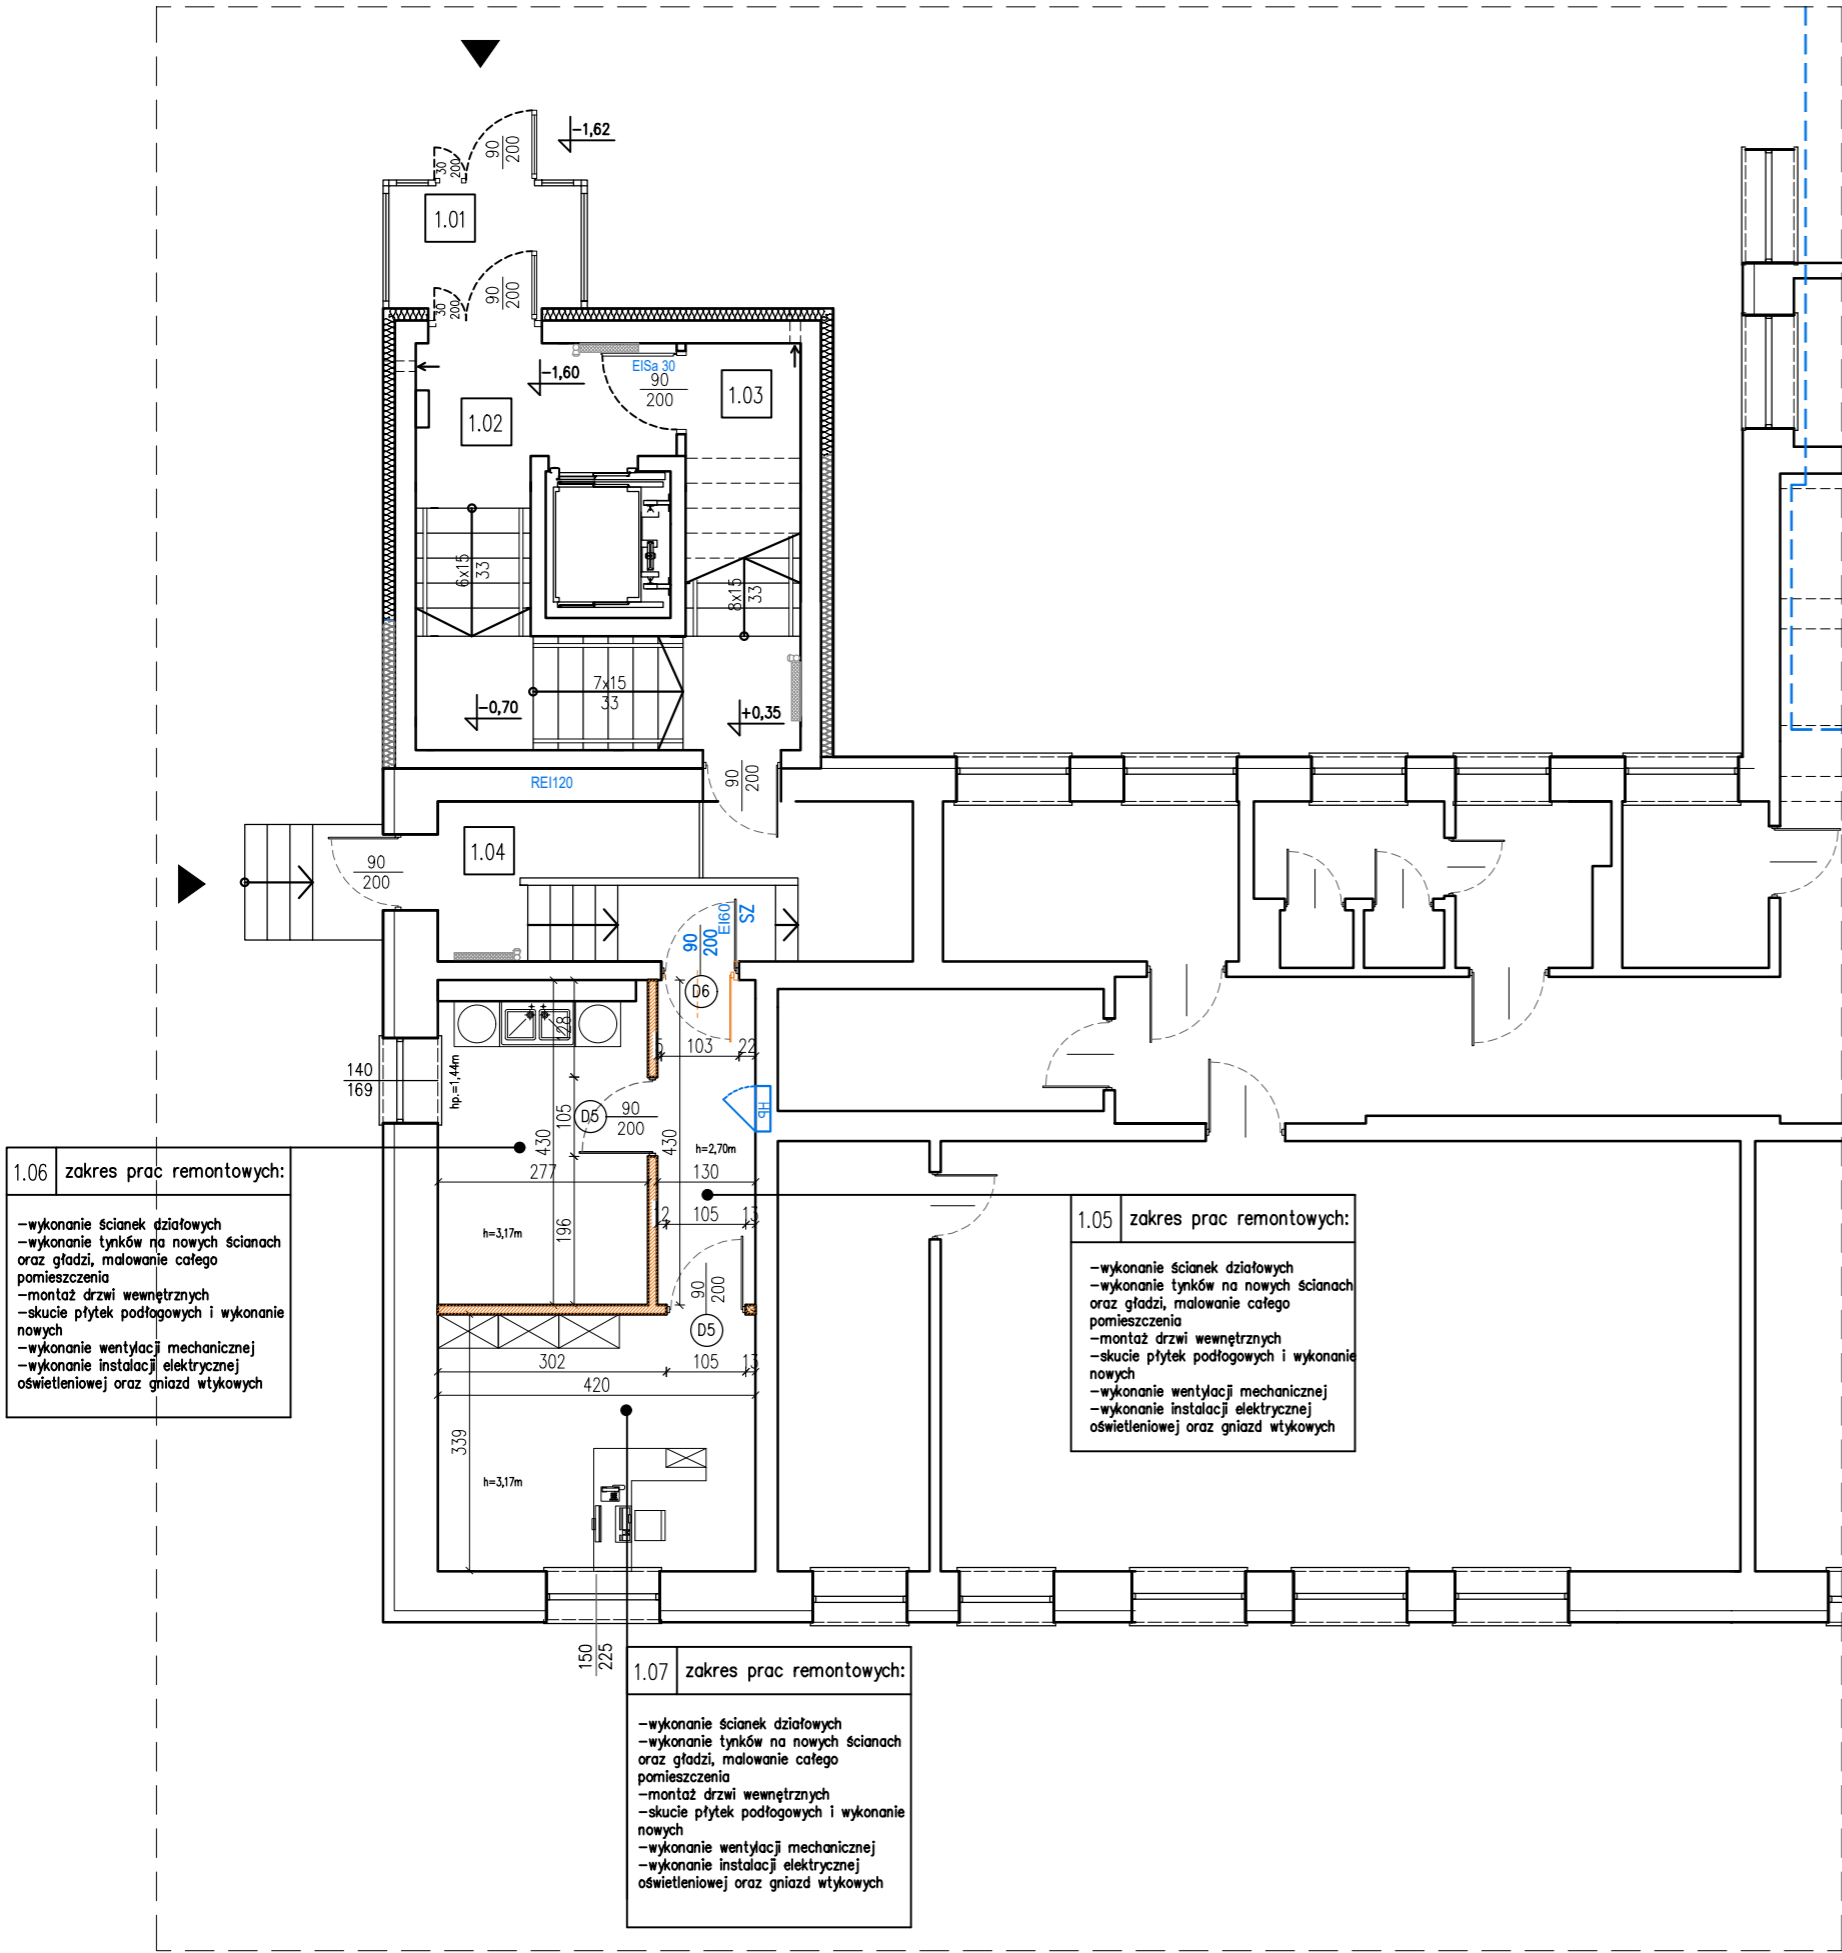 -1,62
90
200
30
200
1.01
90
200
30
200
-1,60
EISa 30
90
200
1.03
1.02
6x15
33
8x15
33
7x15
33
-0,70
+0,35
90
200
REI120
1.04
90
200
90
200
EI60
SZ
D6
128
5
103
22
140
169
hp.=1,44m
105
D5
90
200
430
430
Hp
h=2,70m
277
130
12
105
13
196
h=3,17m
90
200
D5
302
105
13
420
339
h=3,17m
150
225
1.06
zakres prac remontowych:
-wykonanie ścianek działowych
-wykonanie tynków na nowych ścianach
oraz gładzi, malowanie całego
pomieszczenia
-montaż drzwi wewnętrznych
-skucie płytek podłogowych i wykonanie
nowych
-wykonanie wentylacji mechanicznej
-wykonanie instalacji elektrycznej
oświetleniowej oraz gniazd wtykowych
1.05
zakres prac remontowych:
-wykonanie ścianek działowych
-wykonanie tynków na nowych ścianach
oraz gładzi, malowanie całego
pomieszczenia
-montaż drzwi wewnętrznych
-skucie płytek podłogowych i wykonanie
nowych
-wykonanie wentylacji mechanicznej
-wykonanie instalacji elektrycznej
oświetleniowej oraz gniazd wtykowych
1.07
zakres prac remontowych:
-wykonanie ścianek działowych
-wykonanie tynków na nowych ścianach
oraz gładzi, malowanie całego
pomieszczenia
-montaż drzwi wewnętrznych
-skucie płytek podłogowych i wykonanie
nowych
-wykonanie wentylacji mechanicznej
-wykonanie instalacji elektrycznej
oświetleniowej oraz gniazd wtykowych